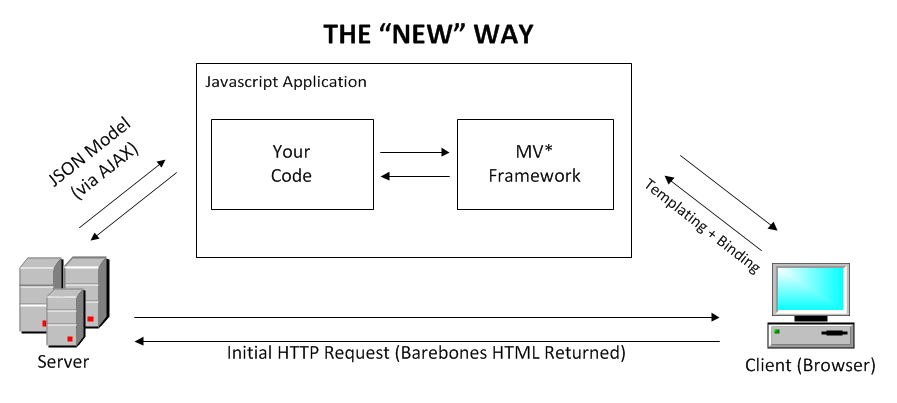 THE “NEW” WAY
Javascript Application
JSON Model
(via AJAX)
Your
Code
MV*
Framework
Templating + Binding
Server
Initial HTTP Request (Barebones HTML Returned)
Client (Browser)